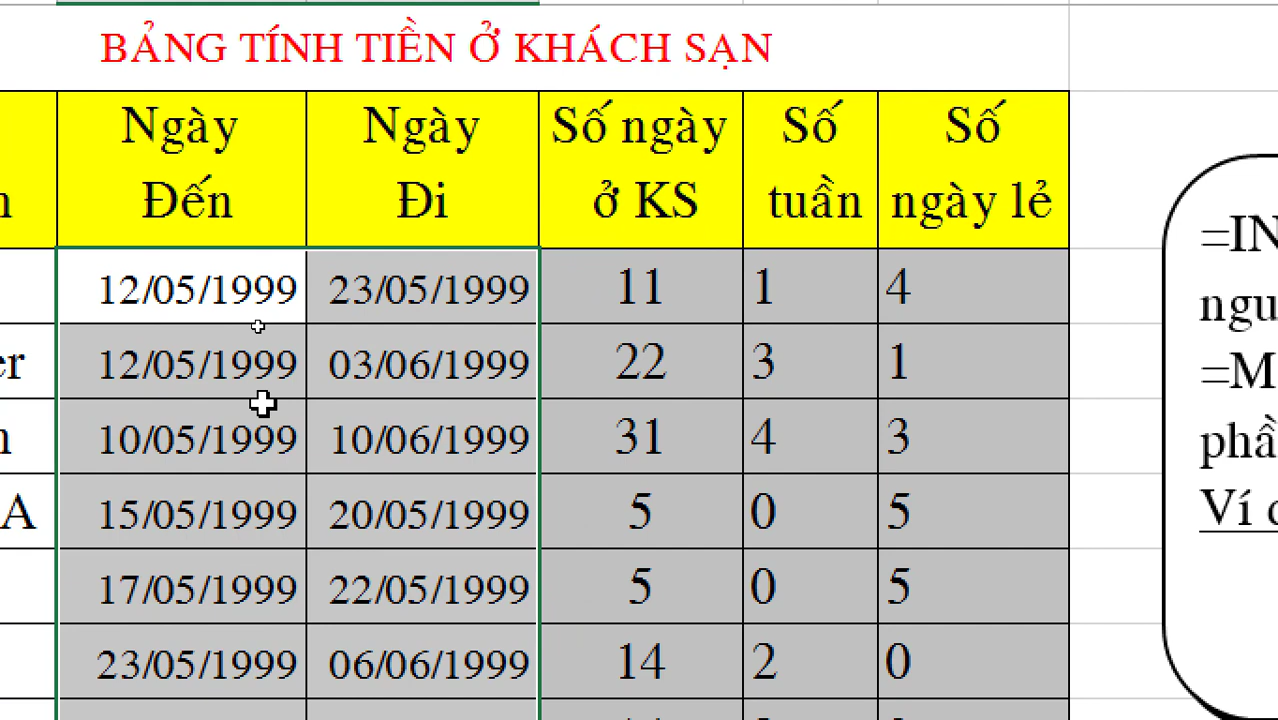 BẢNG TÍNH TIỀN Ở KHÁCH SẠN
Ngày Đến Ngày Đi Số ngày ở KS Số tuần Số ngày lẻ
12/05/1999 23/05/1999 11 1 4
er 12/05/1999 03/06/1999 22 3 1
10/05/1999 10/06/1999 31 4 3
A 15/05/1999 20/05/1999 5 0 5
17/05/1999 22/05/1999 5 0 5
23/05/1999 06/06/1999 14 2 0
=IN
ngu
=M
phầ
Ví